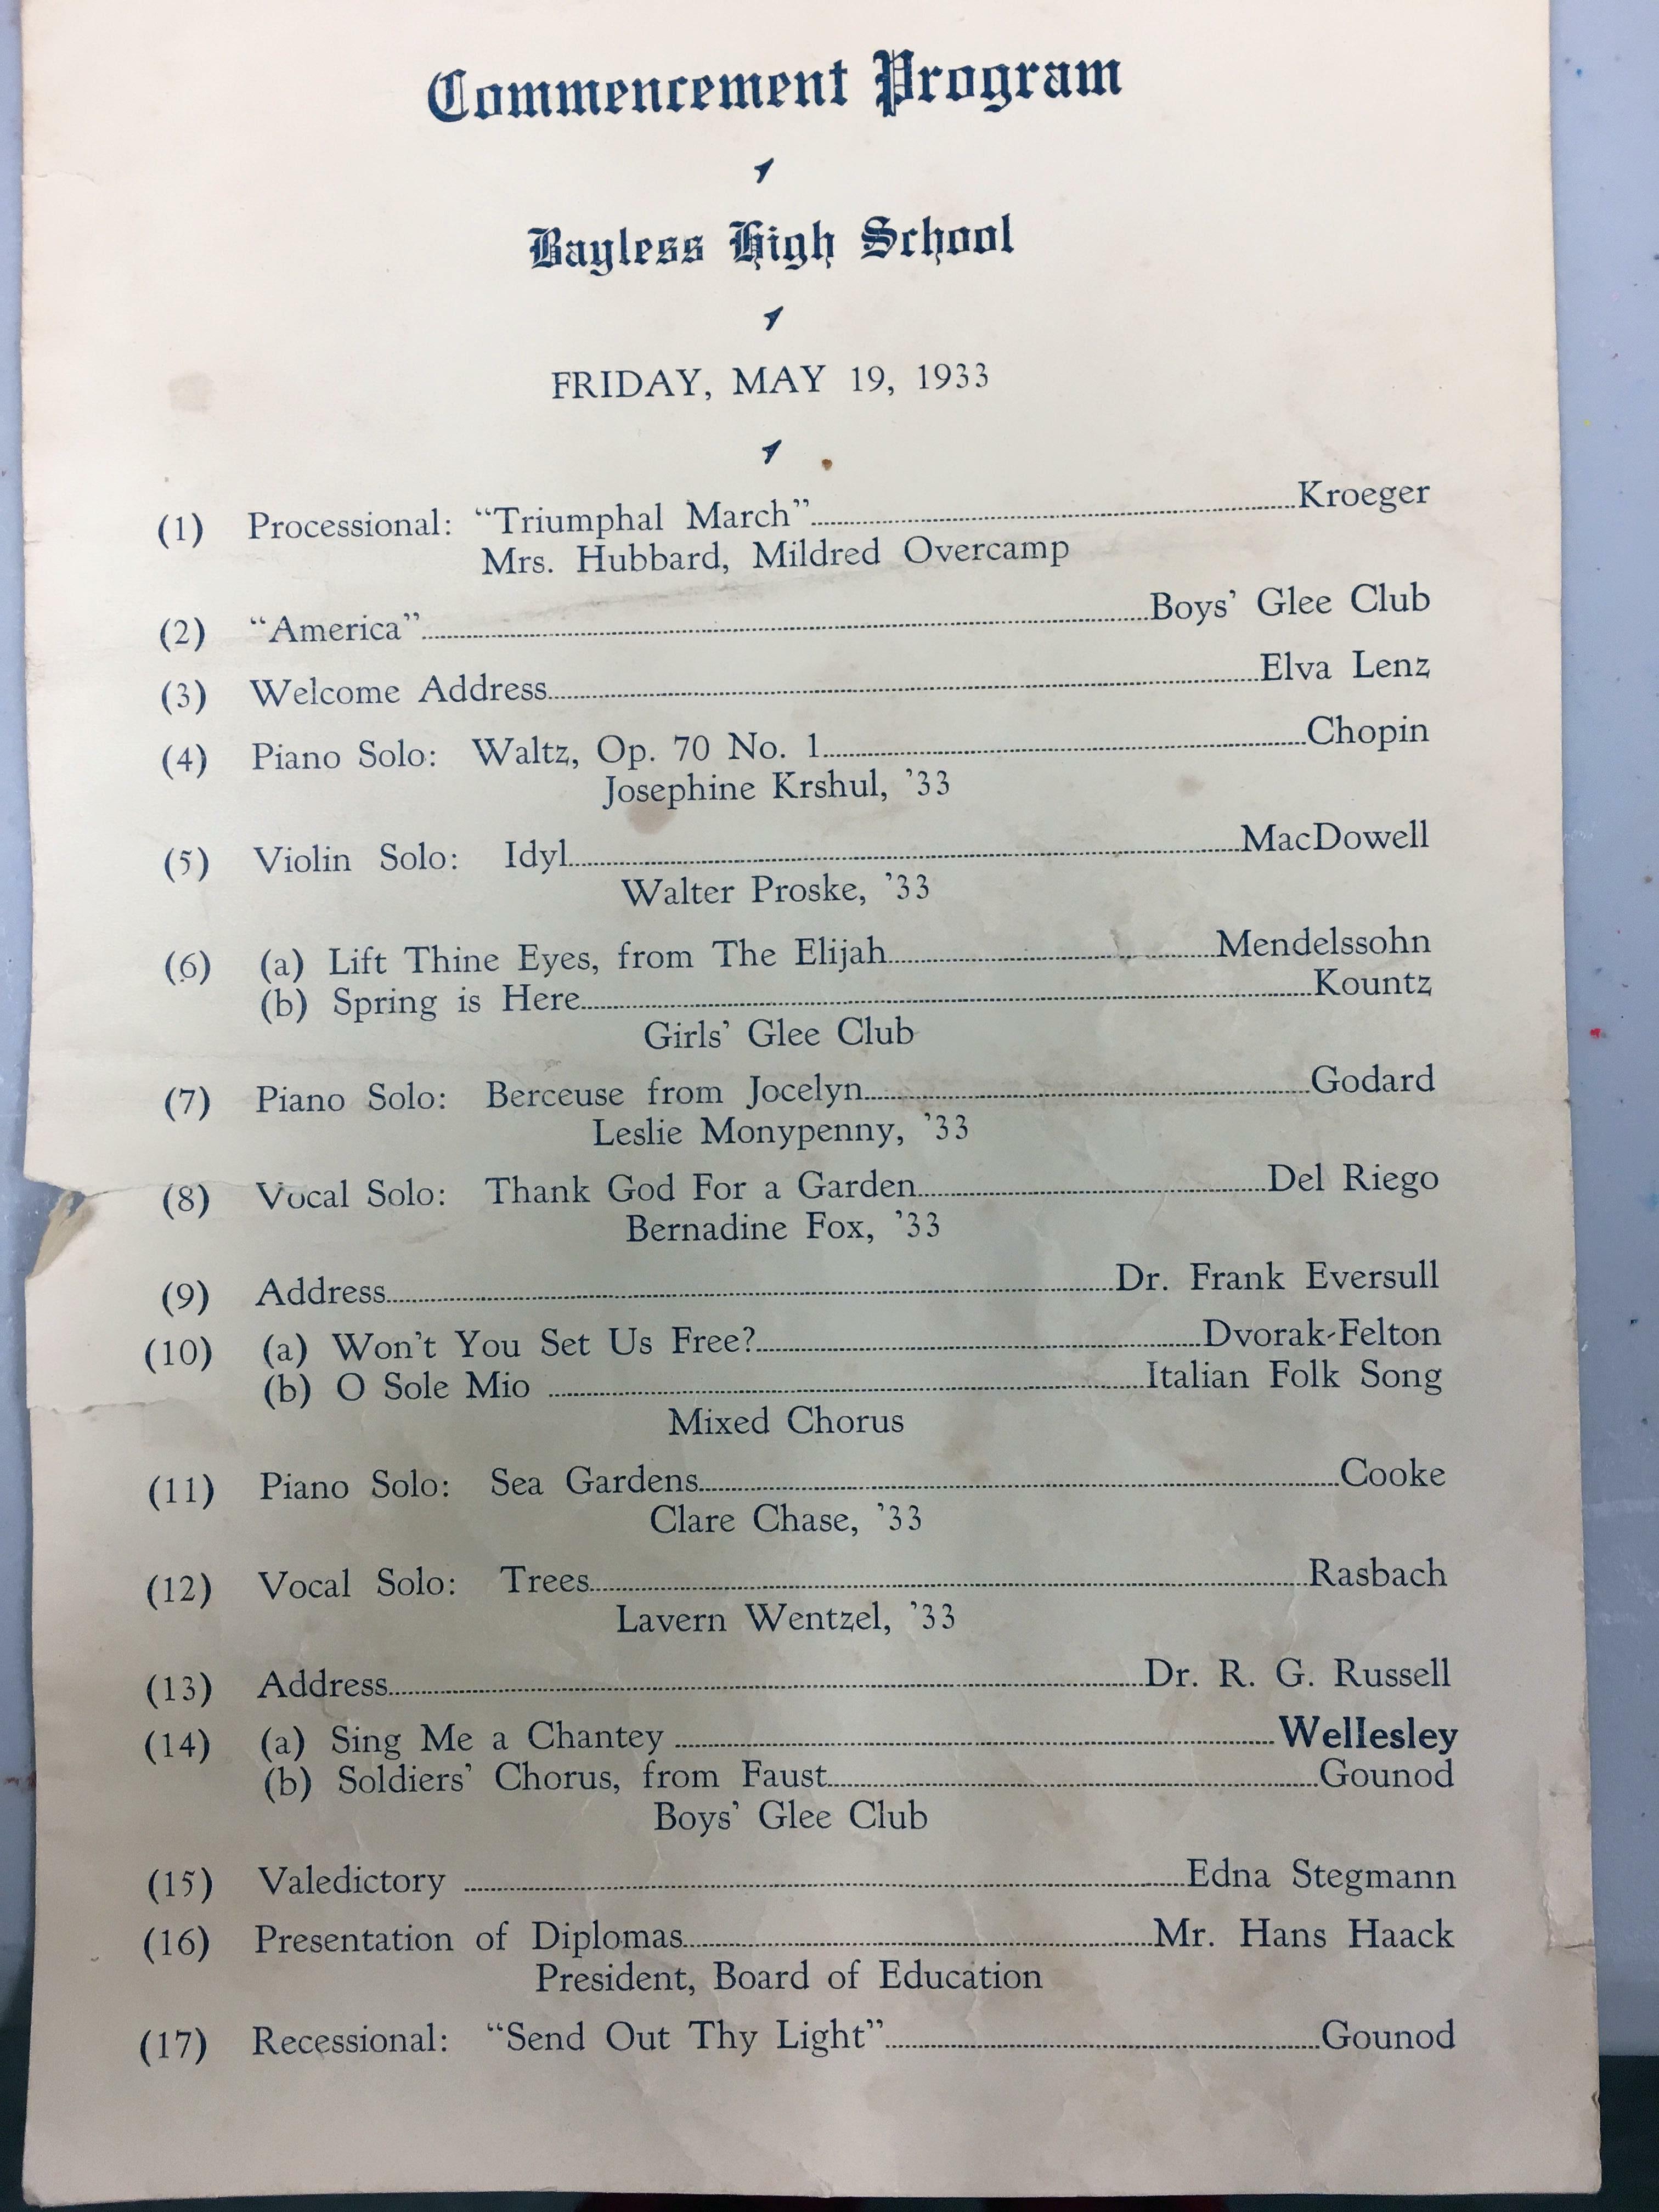 Commencement Program
Bayless High School
FRIDAY, MAY 19, 1933
(1) Processional: “Triumphal March”........Kroeger
Mrs. Hubbard, Mildred Overcamp
(2) “America”........Boys’ Glee Club
(3) Welcome Address........Elva Lenz
(4) Piano Solo: Waltz, Op. 70 No. 1........Chopin
Josephine Krshul, ’33
(5) Violin Solo: Idyl........MacDowell
Walter Proske, ’33
(6) (a) Lift Thine Eyes, from The Elijah........Mendelssohn
(b) Spring is Here........Kountz
Girls’ Glee Club
(7) Piano Solo: Berceuse from Jocelyn........Godard
Leslie Monypenny, ’33
(8) Vocal Solo: Thank God For a Garden........Del Riego
Bernadine Fox, ’33
(9) Address........Dr. Frank Eversull
(10) (a) Won’t You Set Us Free?........Dvorak-Felton
(b) O Sole Mio ........Italian Folk Song
Mixed Chorus
(11) Piano Solo: Sea Gardens........Cooke
Clare Chase, ’33
(12) Vocal Solo: Trees........Rasbach
Lavern Wentzel, ’33
(13) Address........Dr. R. G. Russell
(14) (a) Sing Me a Chantey ........Wellesley
(b) Soldiers’ Chorus, from Faust........Gounod
Boys’ Glee Club
(15) Valedictory ........Edna Stegmann
(16) Presentation of Diplomas........Mr. Hans Haack
President, Board of Education
(17) Recessional: “Send Out Thy Light”........Gounod